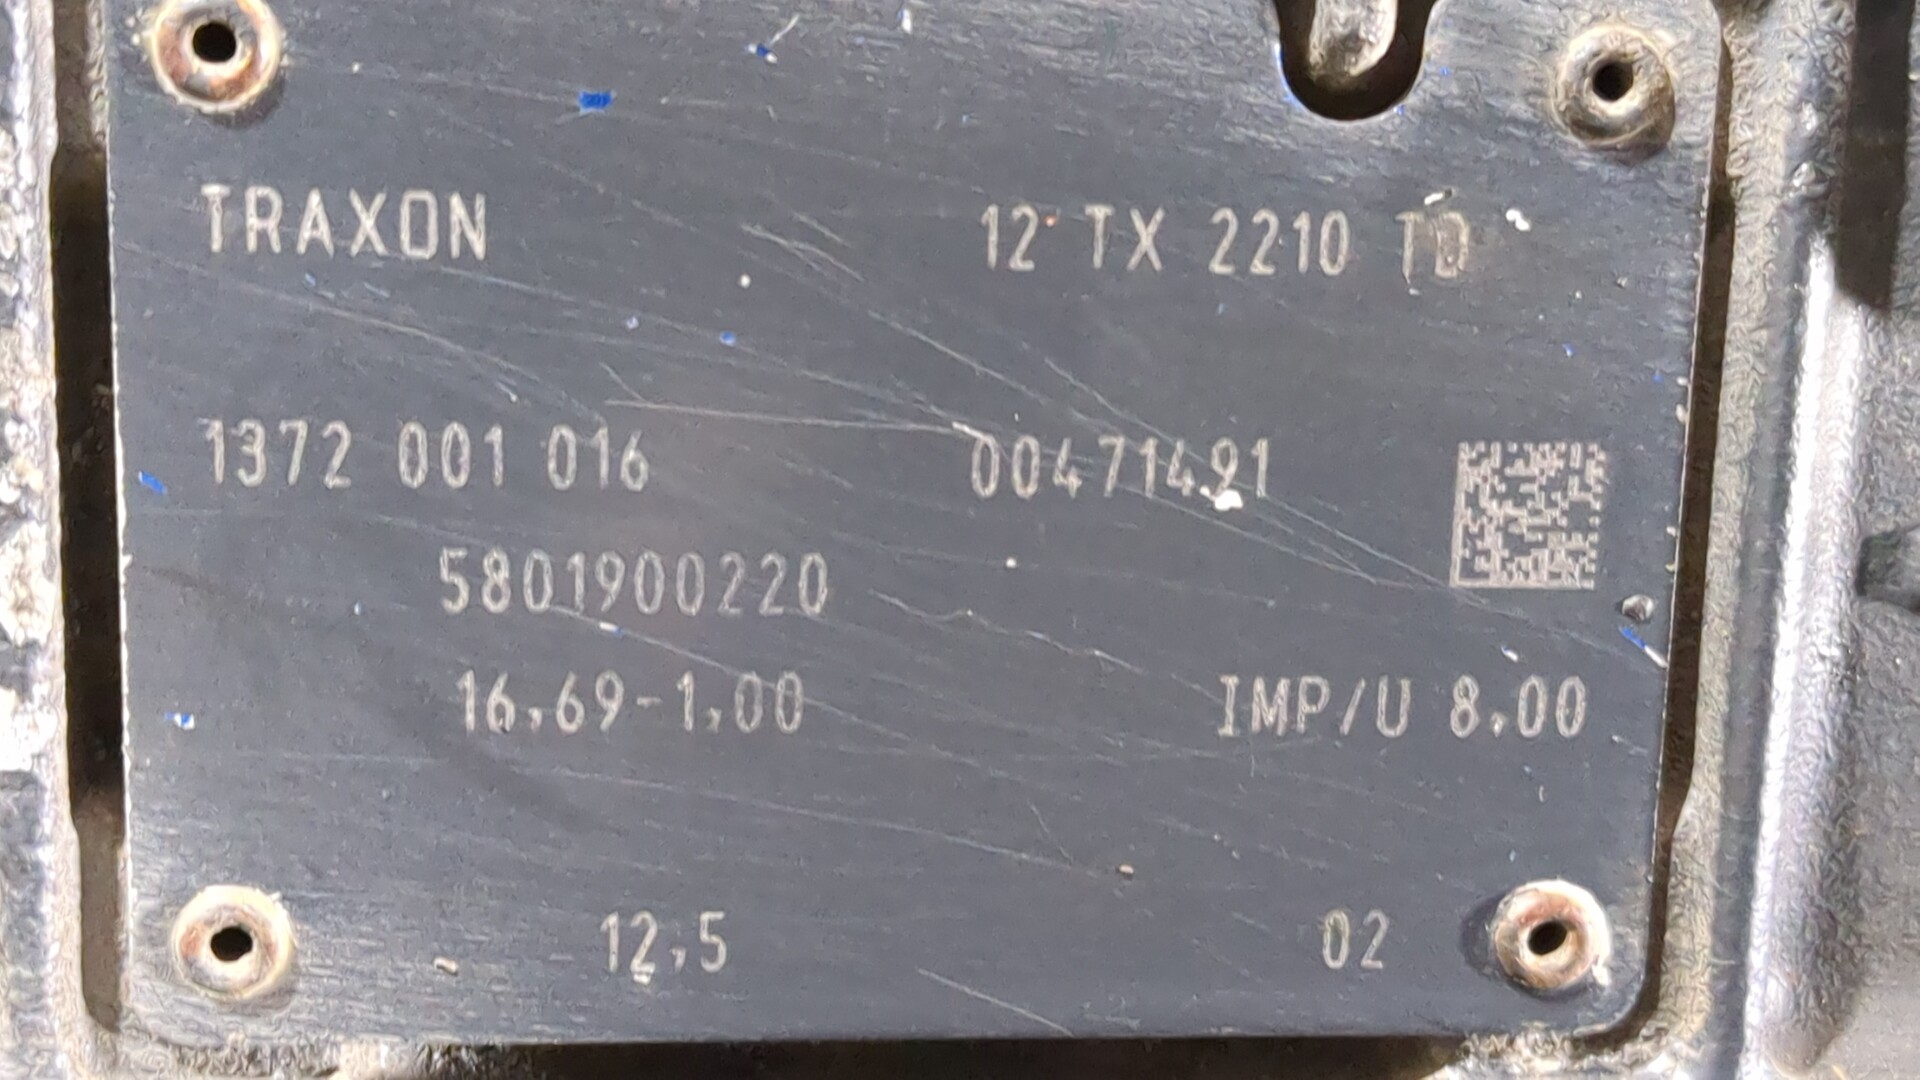 TRAXON 12 TX 2210 TD
1372 001 016 00471491
5801900220
16,69-1,00 IMP/U 8,00
12,5 02